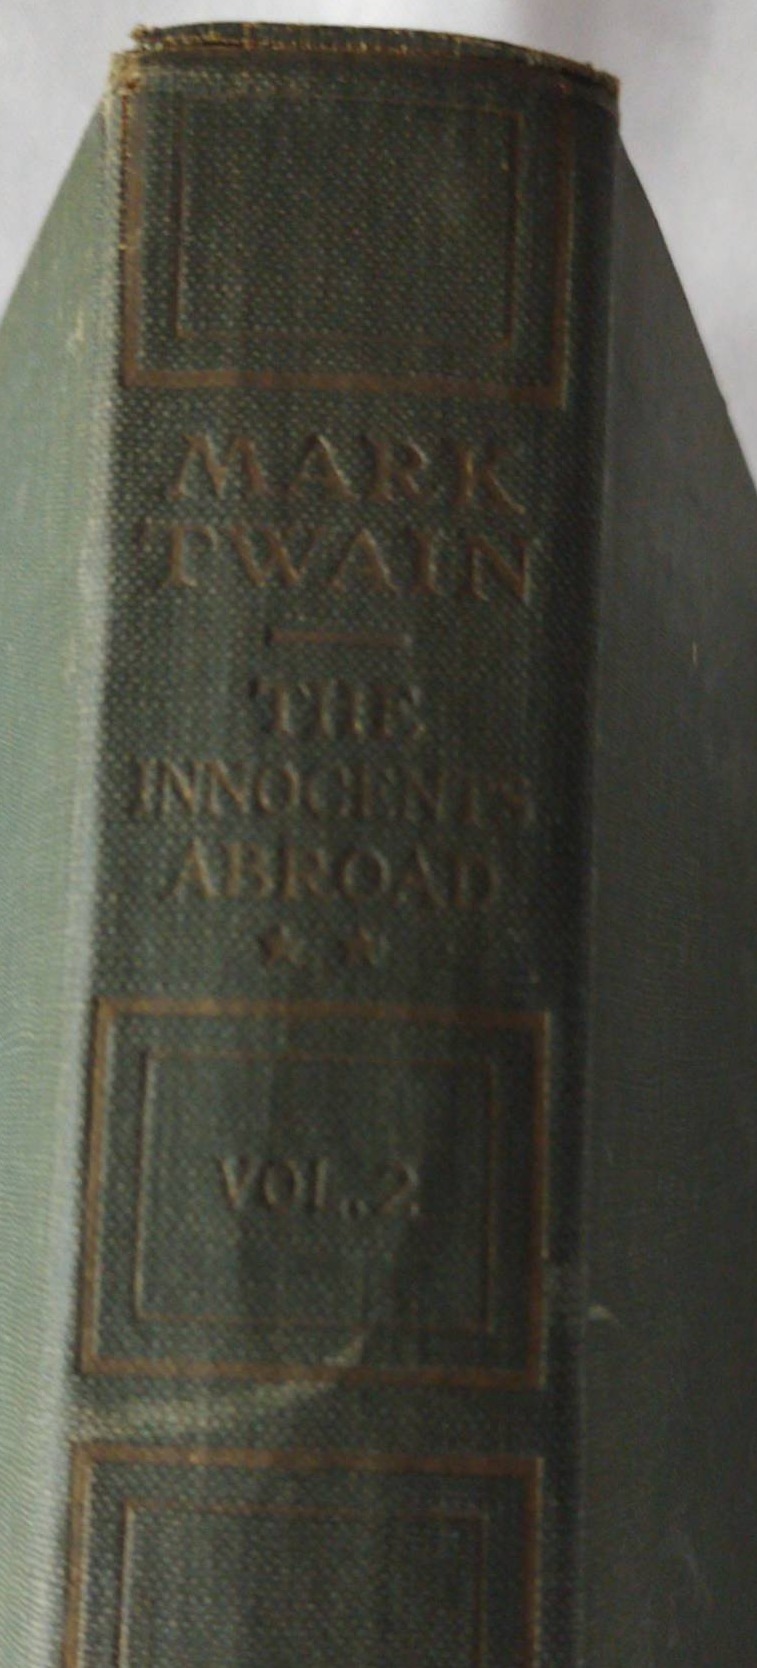 MARK
TWAIN
THE
INNOCENTS
ABROAD
★ ★
VOL. 2